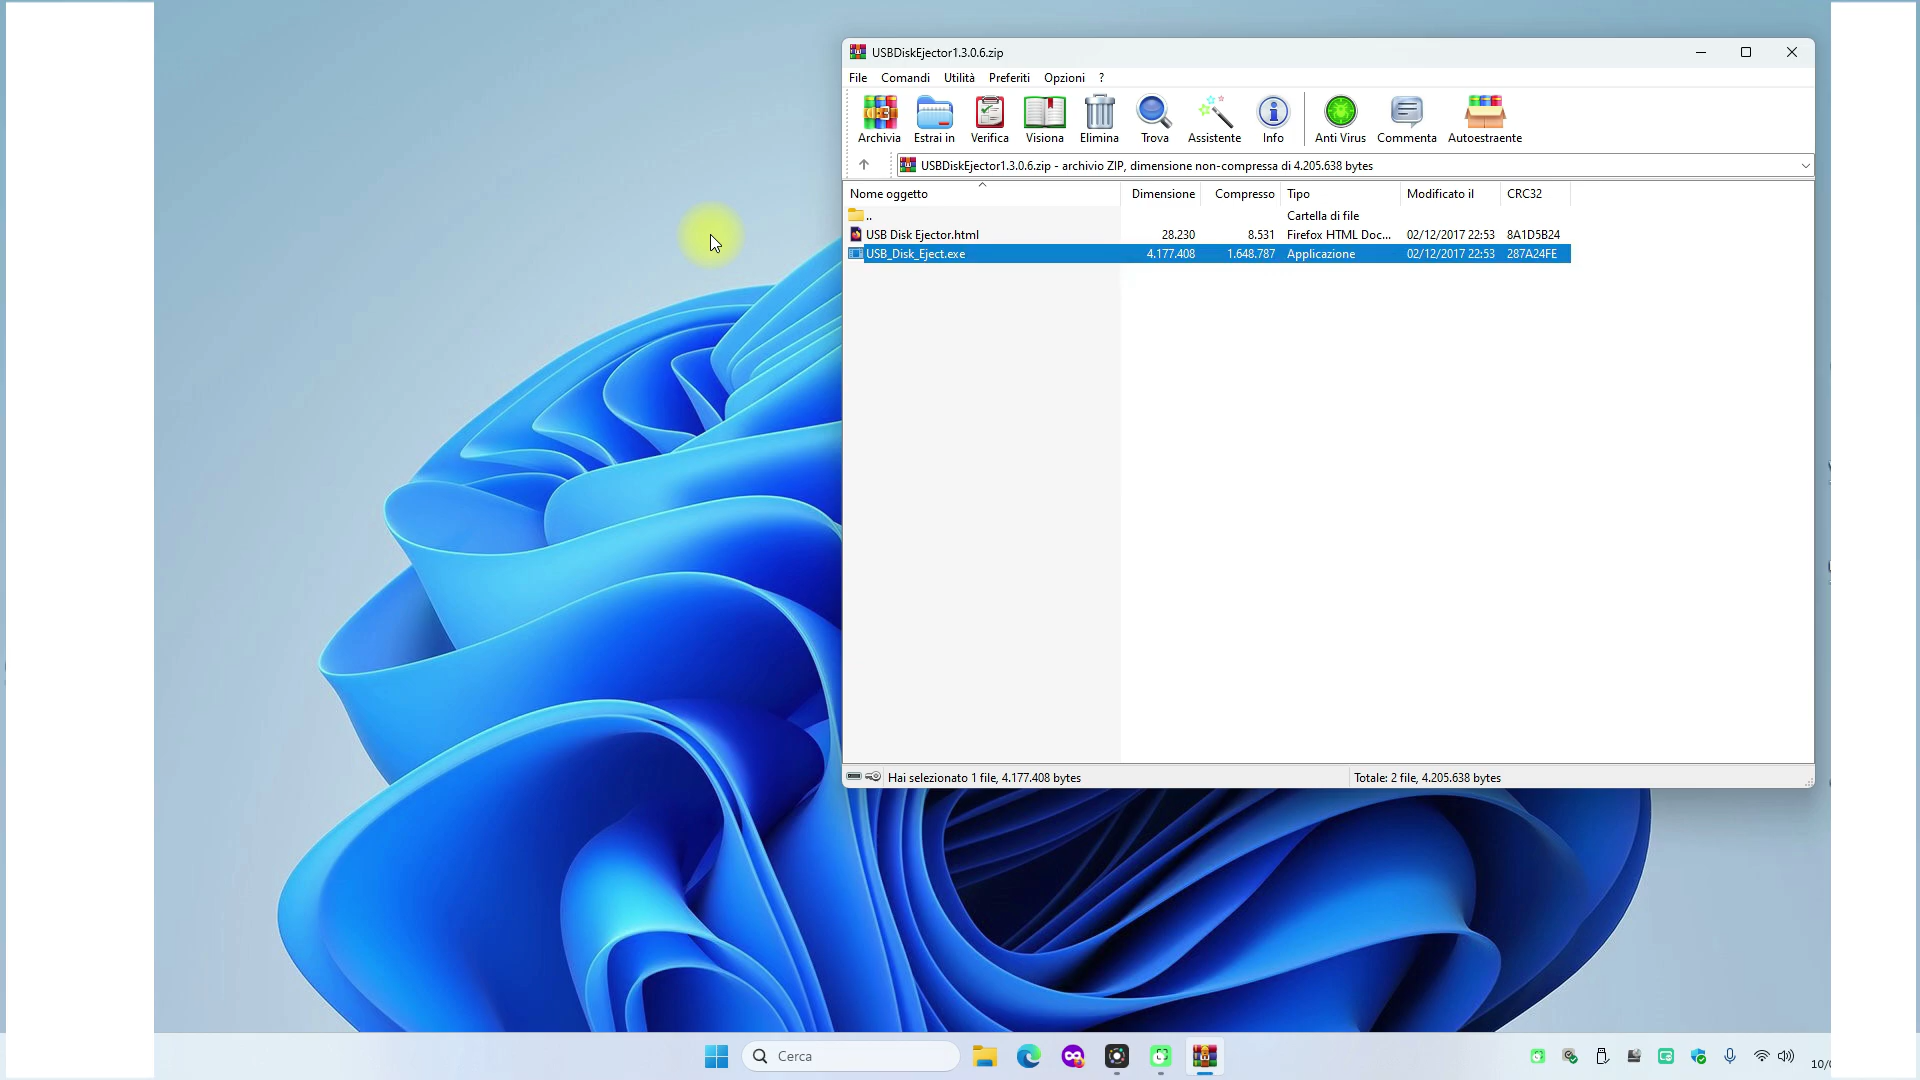 USBDiskEjector1.3.0.6.zip
File Comandi Utilità Preferiti Opzioni ?
Archivia Estrai in Verifica Visiona Elimina Trova Assistente Info Anti Virus Commenta Autoestraente
USBDiskEjector1.3.0.6.zip - archivio ZIP, dimensione non-compressa di 4.205.638 bytes
Nome oggetto Dimensione Compresso Tipo Modificato il CRC32
.. Cartella di file
USB Disk Ejector.html 28.230 8.531 Firefox HTML Doc... 02/12/2017 22:53 8A1D5B24
USB_Disk_Eject.exe 4.177.408 1.648.787 Applicazione 02/12/2017 22:53 287A24FE
Hai selezionato 1 file, 4.177.408 bytes Totale: 2 file, 4.205.638 bytes
Cerca
10/